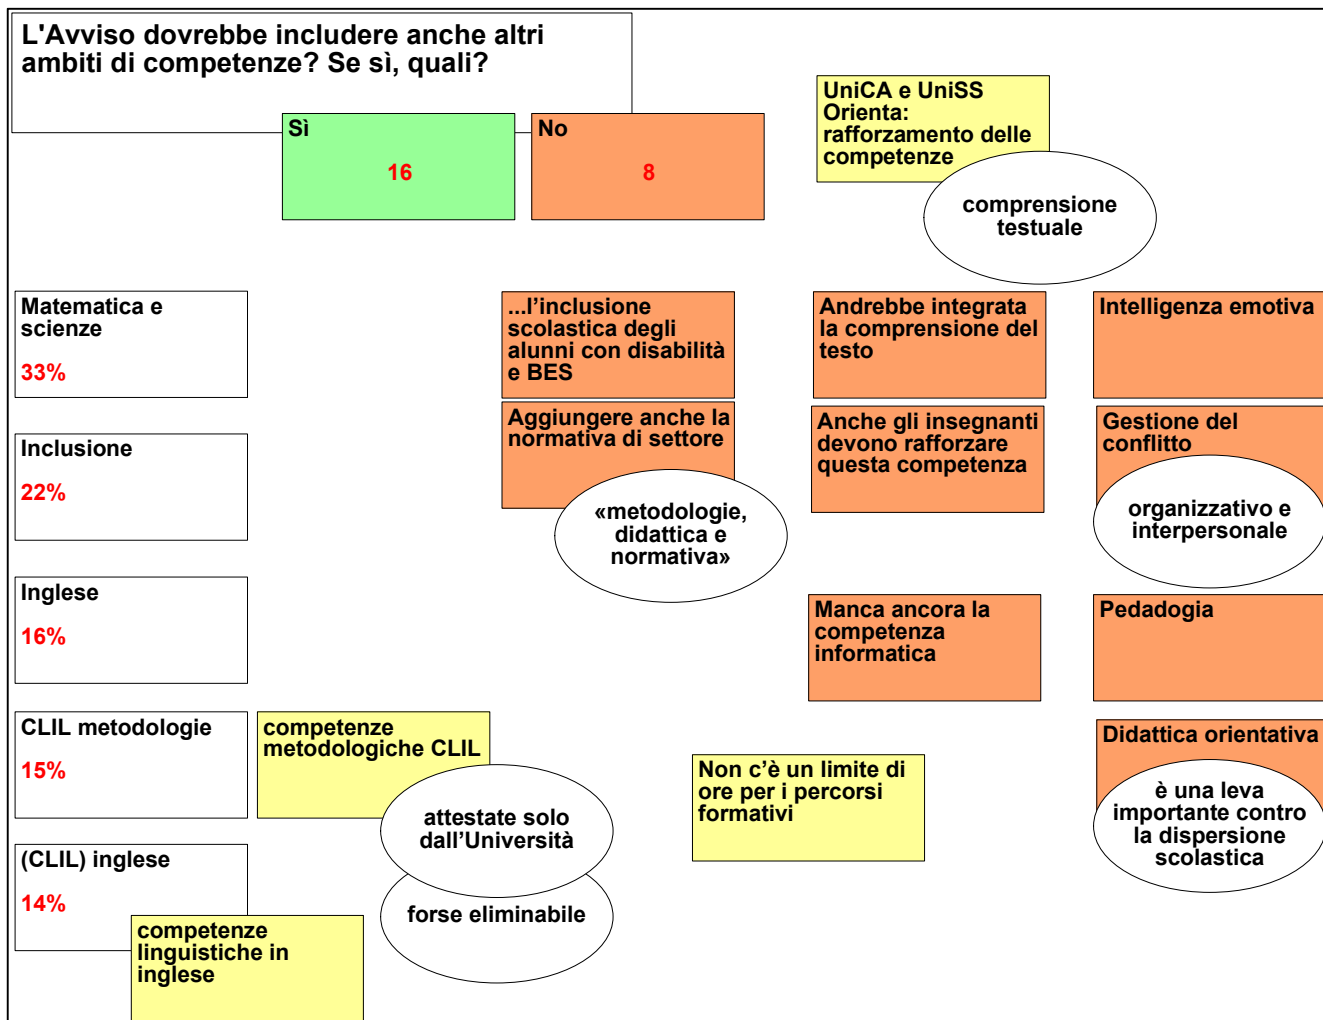 L'Avviso dovrebbe includere anche altri
ambiti di competenze? Se sì, quali?
Sì
16
No
8
UniCA e UniSS
Orienta:
rafforzamento delle
competenze
comprensione
testuale
Matematica e
scienze
33%
...l’inclusione
scolastica degli
alunni con disabilità
e BES
Andrebbe integrata
la comprensione del
testo
Intelligenza emotiva
Aggiungere anche la
normativa di settore
«metodologie,
didattica e
normativa»
Anche gli insegnanti
devono rafforzare
questa competenza
Gestione del
conflitto
organizzativo e
interpersonale
Inclusione
22%
Inglese
16%
Manca ancora la
competenza
informatica
Pedadogia
CLIL metodologie
15%
competenze
metodologiche CLIL
attestate solo
dall’Università
forse eliminabile
Non c’è un limite di
ore per i percorsi
formativi
Didattica orientativa
è una leva
importante contro
la dispersione
scolastica
(CLIL) inglese
14%
competenze
linguistiche in
inglese